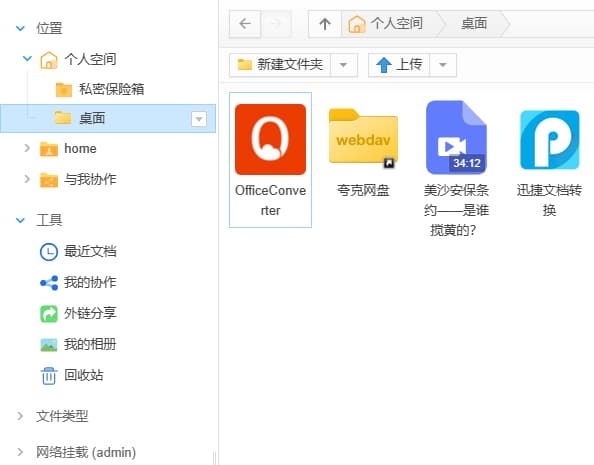 位置
个人空间
私密保险箱
桌面
home
与我协作
工具
最近文档
我的协作
外链分享
我的相册
回收站
文件类型
网络挂载 (admin)
个人空间 桌面
新建文件夹 上传
OfficeConve
rter
webdav
夸克网盘
34:12
美沙安保条
约——是谁
搅黄的?
迅捷文档转
换